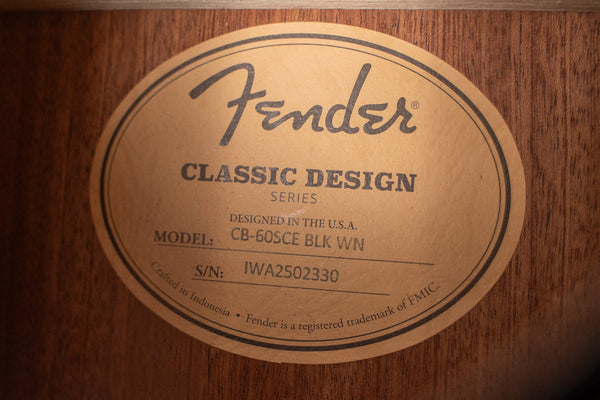 Fender®
CLASSIC DESIGN
SERIES
DESIGNED IN THE U.S.A.
MODEL: CB-60SCE BLK WN
S/N: IWA2502330
Crafted in Indonesia • Fender is a registered trademark of FMIC.